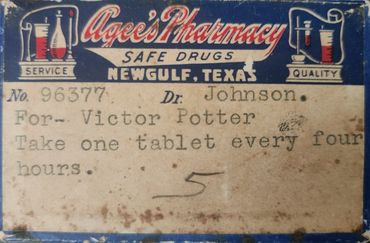 Agee's Pharmacy
SAFE DRUGS
SERVICE NEWGULF, TEXAS QUALITY
No. 96377 Dr. Johnson.
For- Victor Potter
Take one tablet every four
hours.
5